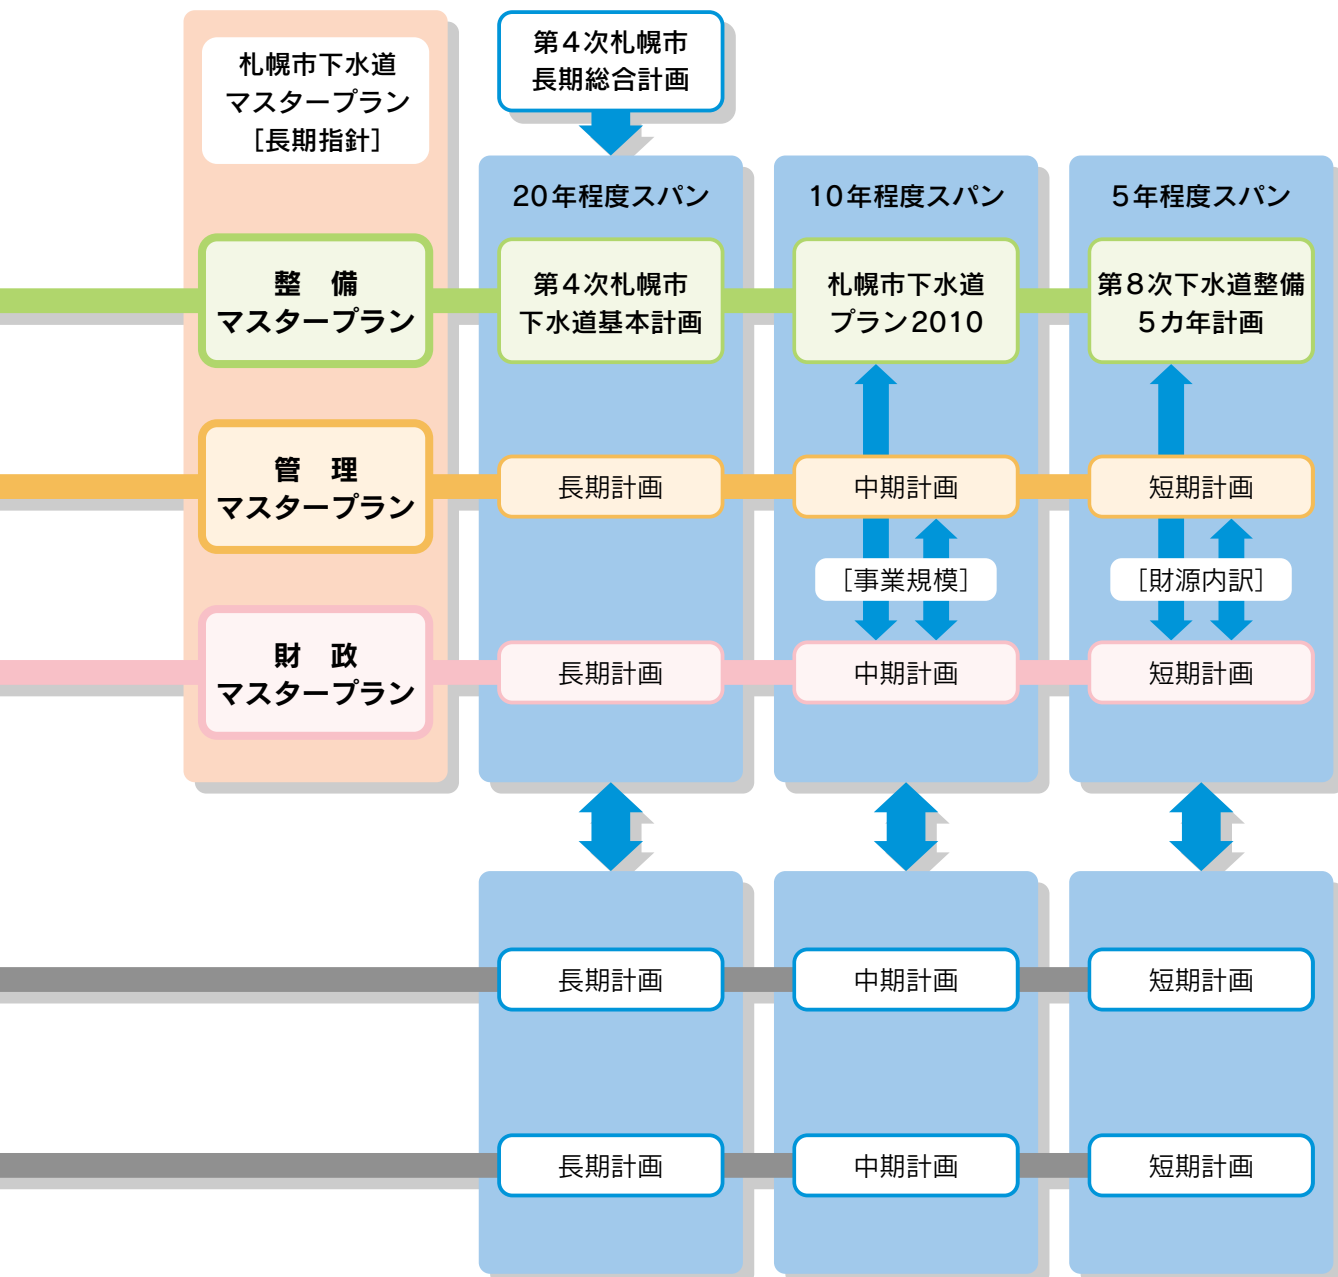 札幌市下水道
マスタープラン
［長期指針］
第4次札幌市
長期総合計画
20年程度スパン
10年程度スパン
5年程度スパン
整　備
マスタープラン
第4次札幌市
下水道基本計画
札幌市下水道
プラン2010
第8次下水道整備
5カ年計画
管　理
マスタープラン
長期計画
中期計画
短期計画
［事業規模］
［財源内訳］
財　政
マスタープラン
長期計画
中期計画
短期計画
長期計画
中期計画
短期計画
長期計画
中期計画
短期計画